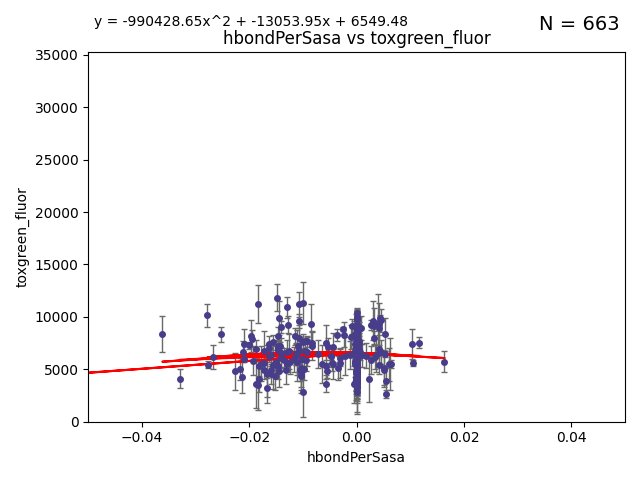 y = -990428.65x^2 + -13053.95x + 6549.48
N = 663
hbondPerSasa vs toxgreen_fluor
35000
30000
25000
20000
15000
10000
5000
0
toxgreen_fluor
-0.04
-0.02
0.00
0.02
0.04
hbondPerSasa